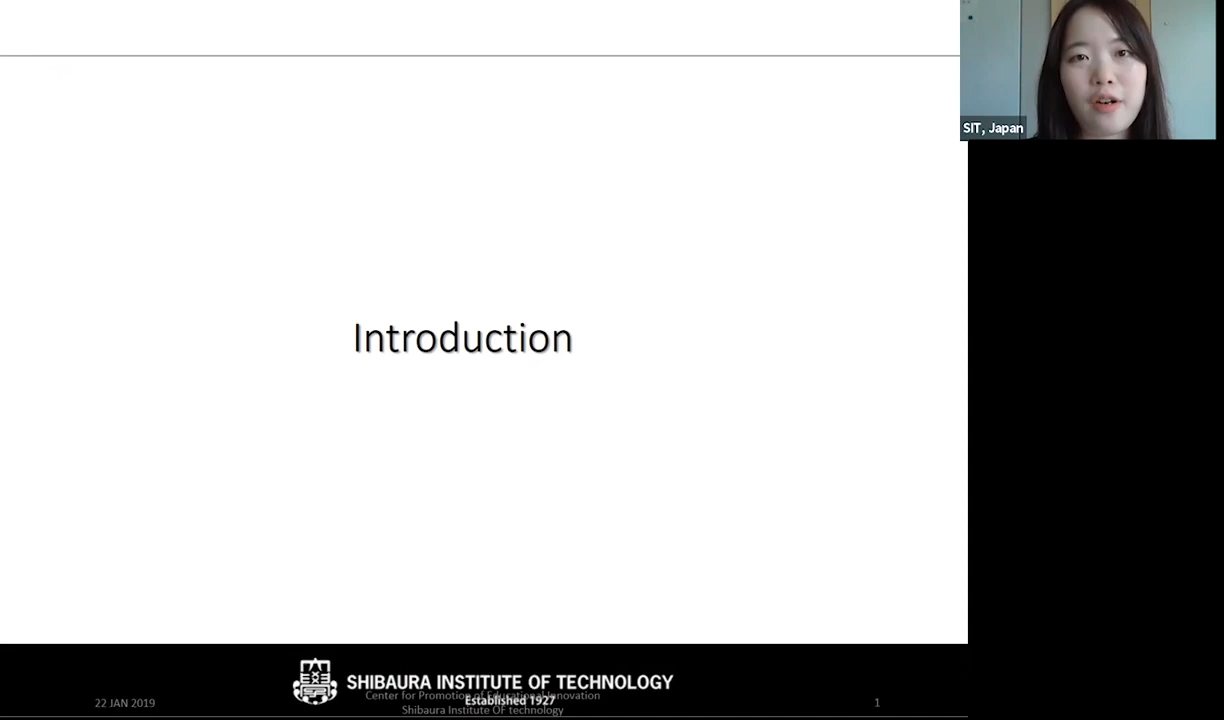 SIT, Japan
Introduction
SHIBAURA INSTITUTE OF TECHNOLOGY
Center for Promotion of Educational Innovation
Established 1927
Shibaura Institute OF technology
22 JAN 2019
1